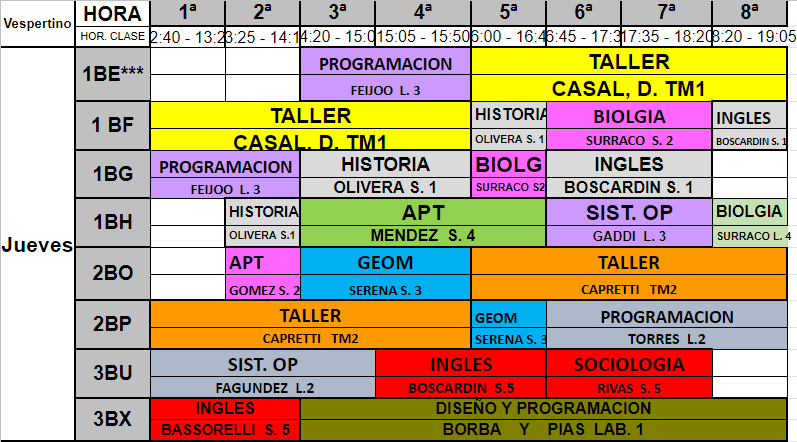 Vespertino HORA 1ª 2ª 3ª 4ª 5ª 6ª 7ª 8ª
HOR. CLASE 2:40 - 13:2 3:25 - 14:1 4:20 - 15:0 15:05 - 15:50 6:00 - 16:4 6:45 - 17:3 17:35 - 18:20 8:20 - 19:05
Jueves
1BE*** PROGRAMACION TALLER
FEIJOO L. 3 CASAL, D. TM1
1 BF TALLER HISTORIA BIOLGIA INGLES
CASAL, D. TM1 OLIVERA S. 1 SURRACO S. 2 BOSCARDIN S. 1
1BG PROGRAMACION HISTORIA BIOLG INGLES
FEIJOO L. 3 OLIVERA S. 1 SURRACO S2 BOSCARDIN S. 1
1BH HISTORIA APT SIST. OP BIOLGIA
OLIVERA S.1 MENDEZ S. 4 GADDI L. 3 SURRACO L. 4
2BO APT GEOM TALLER
GOMEZ S. 2 SERENA S. 3 CAPRETTI TM2
2BP TALLER GEOM PROGRAMACION
CAPRETTI TM2 SERENA S. 3 TORRES L.2
3BU SIST. OP INGLES SOCIOLOGIA
FAGUNDEZ L.2 BOSCARDIN S.5 RIVAS S. 5
3BX INGLES DISEÑO Y PROGRAMACION
BASSORELLI S. 5 BORBA Y PIAS LAB. 1